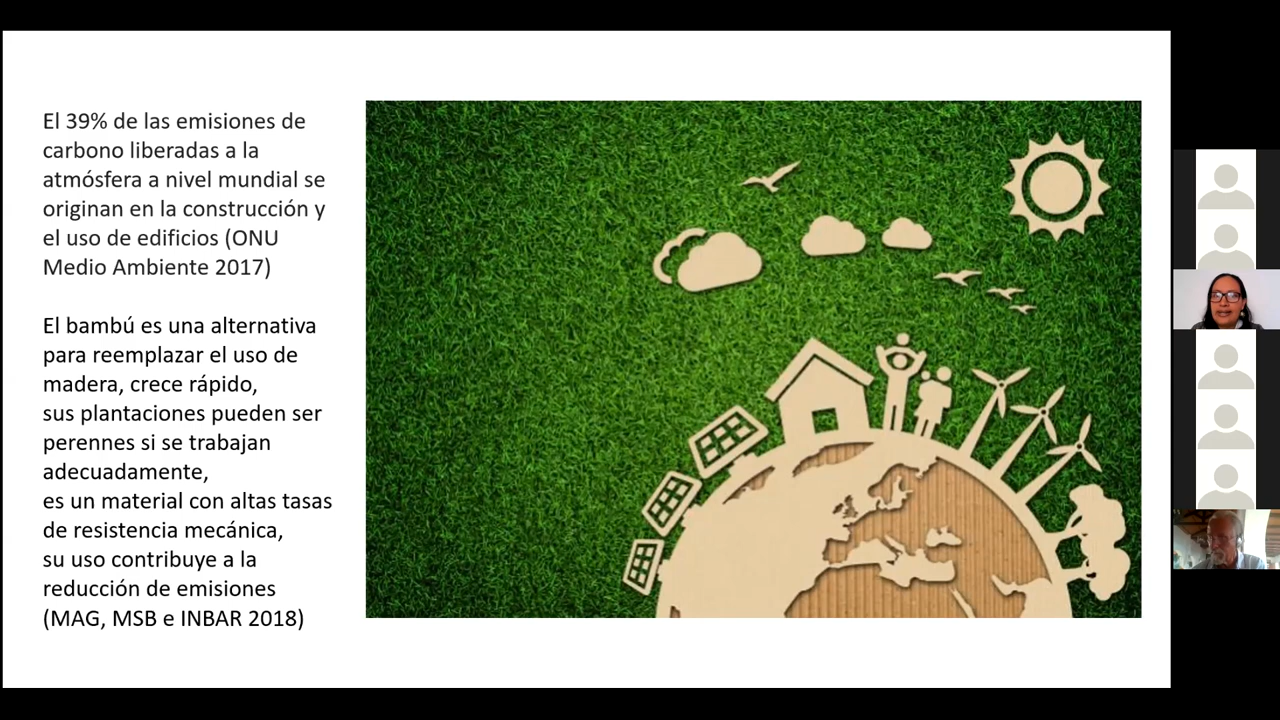 El 39% de las emisiones de
carbono liberadas a la
atmósfera a nivel mundial se
originan en la construcción y
el uso de edificios (ONU
Medio Ambiente 2017)
El bambú es una alternativa
para reemplazar el uso de
madera, crece rápido,
sus plantaciones pueden ser
perennes si se trabajan
adecuadamente,
es un material con altas tasas
de resistencia mecánica,
su uso contribuye a la
reducción de emisiones
(MAG, MSB e INBAR 2018)